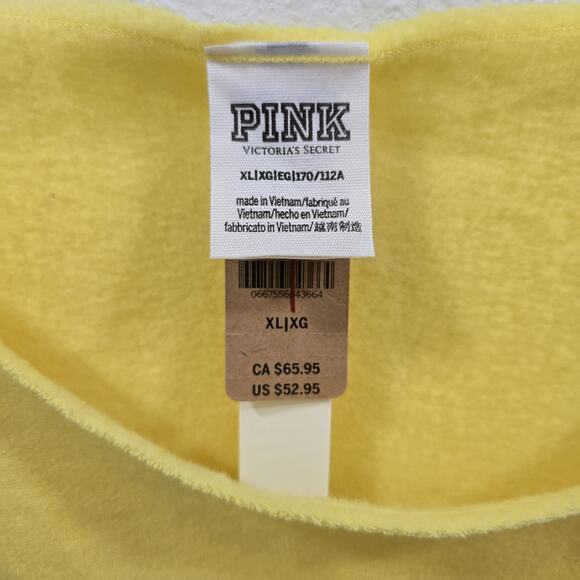 PINK
VICTORIA'S SECRET
XL|XG|EG|170/112A
made in Vietnam/fabriqué au
Vietnam/hecho en Vietnam/
fabbricato in Vietnam/越南制造
0667556643664
XL|XG
CA $65.95
US $52.95